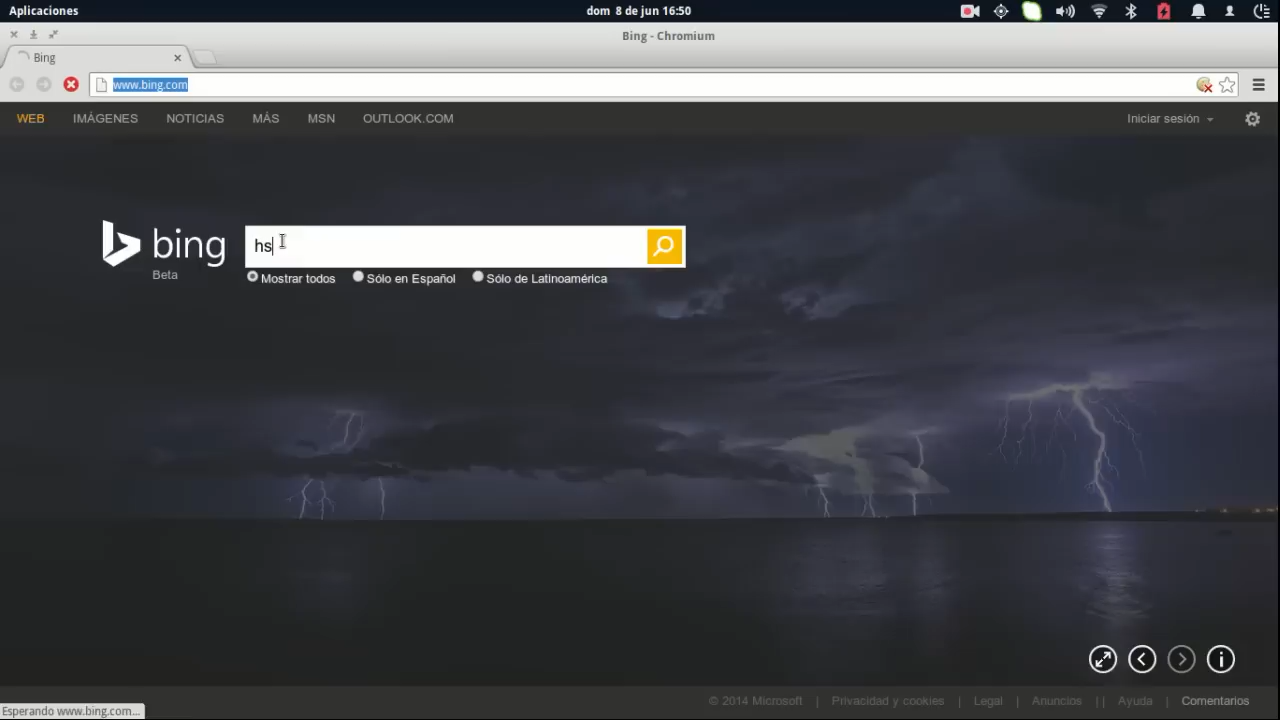 Aplicaciones
dom 8 de jun 16:50
Bing - Chromium
Bing
www.bing.com
WEB IMÁGENES NOTICIAS MÁS MSN OUTLOOK.COM Iniciar sesión
bing
Beta
hs
Mostrar todos Sólo en Español Sólo de Latinoamérica
© 2014 Microsoft | Privacidad y cookies | Legal | Anuncios | | Ayuda | Comentarios
Esperando www.bing.com...